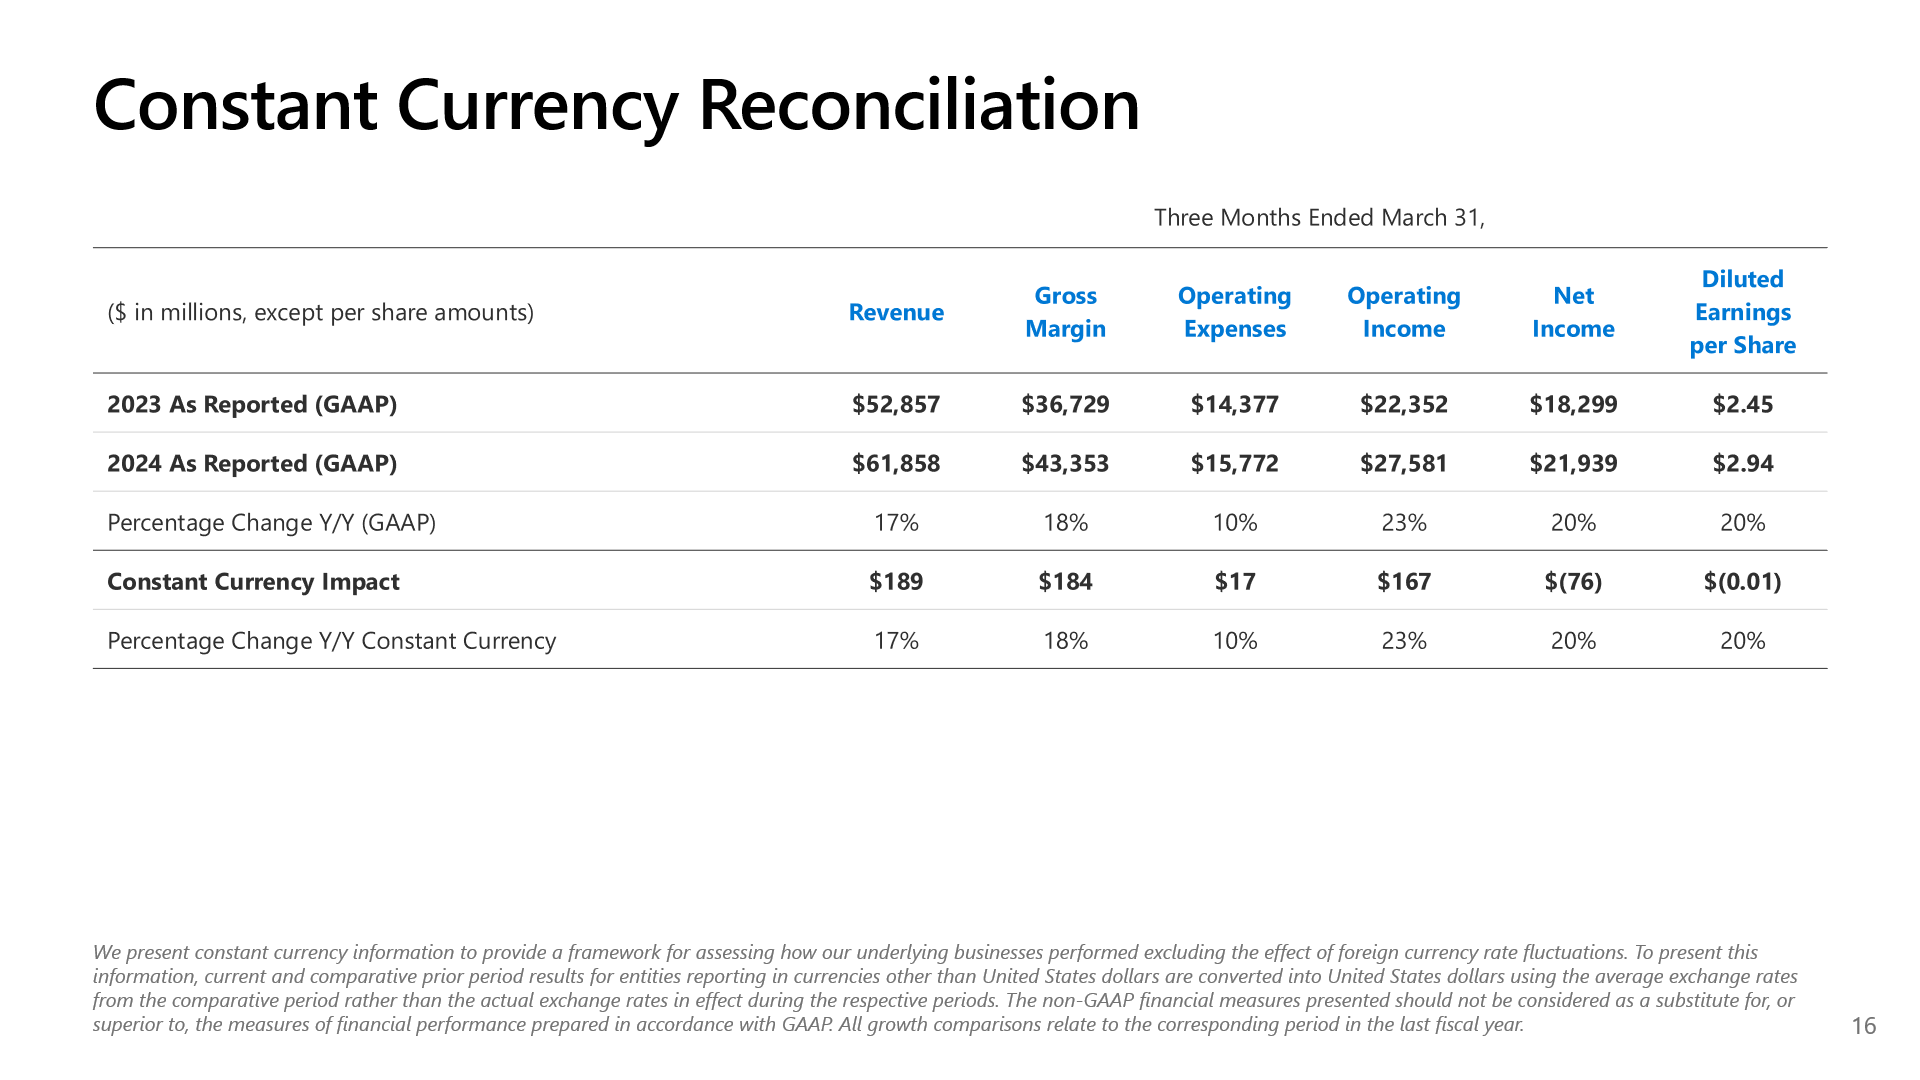 Constant Currency Reconciliation
Three Months Ended March 31,
($ in millions, except per share amounts) Revenue Gross Margin Operating Expenses Operating Income Net Income Diluted Earnings per Share
2023 As Reported (GAAP) $52,857 $36,729 $14,377 $22,352 $18,299 $2.45
2024 As Reported (GAAP) $61,858 $43,353 $15,772 $27,581 $21,939 $2.94
Percentage Change Y/Y (GAAP) 17% 18% 10% 23% 20% 20%
Constant Currency Impact $189 $184 $17 $167 $(76) $(0.01)
Percentage Change Y/Y Constant Currency 17% 18% 10% 23% 20% 20%
We present constant currency information to provide a framework for assessing how our underlying businesses performed excluding the effect of foreign currency rate fluctuations. To present this
information, current and comparative prior period results for entities reporting in currencies other than United States dollars are converted into United States dollars using the average exchange rates
from the comparative period rather than the actual exchange rates in effect during the respective periods. The non-GAAP financial measures presented should not be considered as a substitute for, or
superior to, the measures of financial performance prepared in accordance with GAAP. All growth comparisons relate to the corresponding period in the last fiscal year.
16